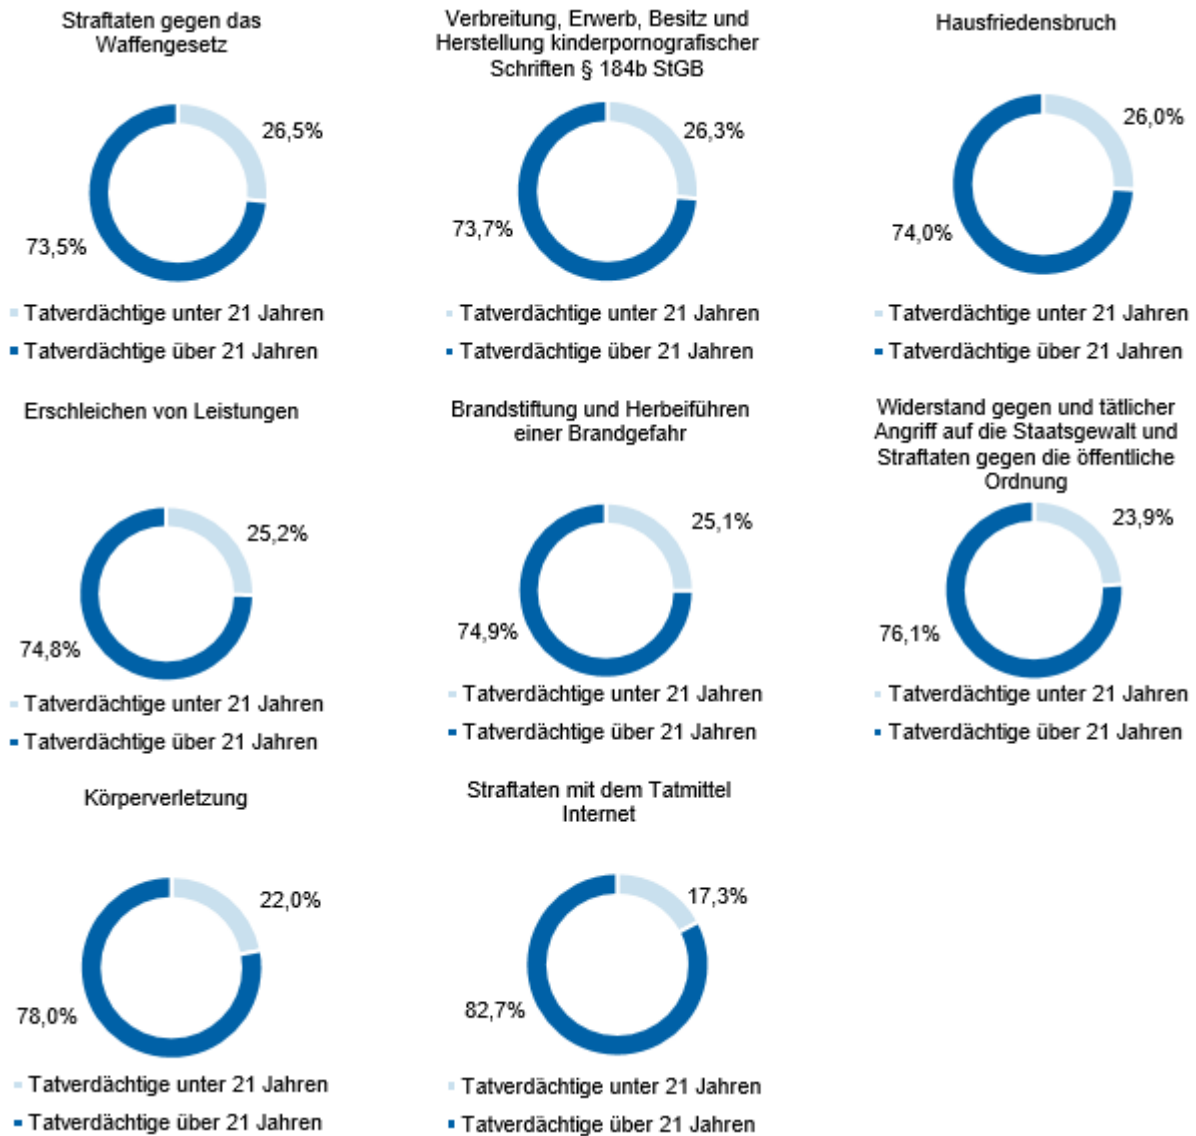 Straftaten gegen das
Waffengesetz
26,5%
73,5%
Tatverdächtige unter 21 Jahren
Tatverdächtige über 21 Jahren
Verbreitung, Erwerb, Besitz und
Herstellung kinderpornografischer
Schriften § 184b StGB
26,3%
73,7%
Tatverdächtige unter 21 Jahren
Tatverdächtige über 21 Jahren
Hausfriedensbruch
26,0%
74,0%
Tatverdächtige unter 21 Jahren
Tatverdächtige über 21 Jahren
Erschleichen von Leistungen
25,2%
74,8%
Tatverdächtige unter 21 Jahren
Tatverdächtige über 21 Jahren
Brandstiftung und Herbeiführen
einer Brandgefahr
25,1%
74,9%
Tatverdächtige unter 21 Jahren
Tatverdächtige über 21 Jahren
Widerstand gegen und tätlicher
Angriff auf die Staatsgewalt und
Straftaten gegen die öffentliche
Ordnung
23,9%
76,1%
Tatverdächtige unter 21 Jahren
Tatverdächtige über 21 Jahren
Körperverletzung
22,0%
78,0%
Tatverdächtige unter 21 Jahren
Tatverdächtige über 21 Jahren
Straftaten mit dem Tatmittel
Internet
17,3%
82,7%
Tatverdächtige unter 21 Jahren
Tatverdächtige über 21 Jahren